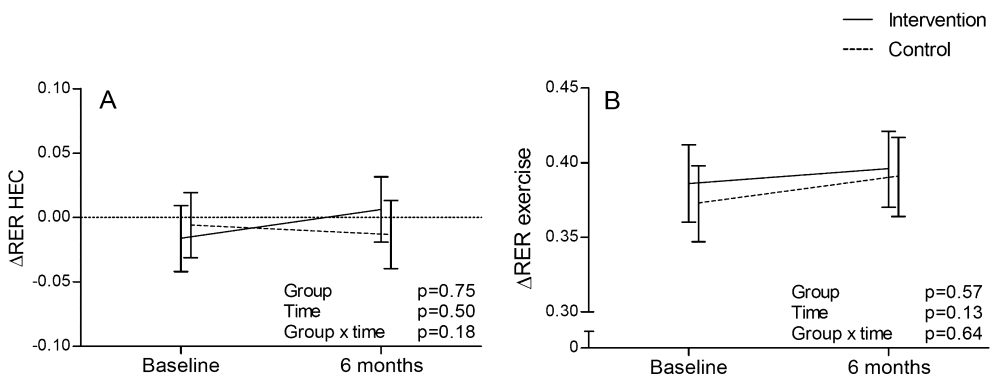 Intervention
Control
A
ΔRER HEC
0.10
0.05
0.00
-0.05
-0.10
Group p=0.75
Time p=0.50
Group x time p=0.18
Baseline 6 months
B
ΔRER exercise
0.45
0.40
0.35
0.30
0
Group p=0.57
Time p=0.13
Group x time p=0.64
Baseline 6 months